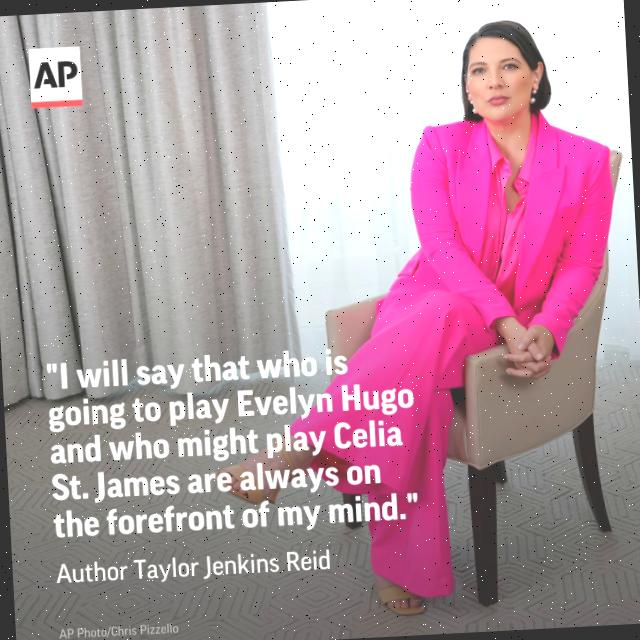 AP
"I will say that who is
going to play Evelyn Hugo
and who might play Celia
St. James are always on
the forefront of my mind."
Author Taylor Jenkins Reid
AP Photo/Chris Pizzello